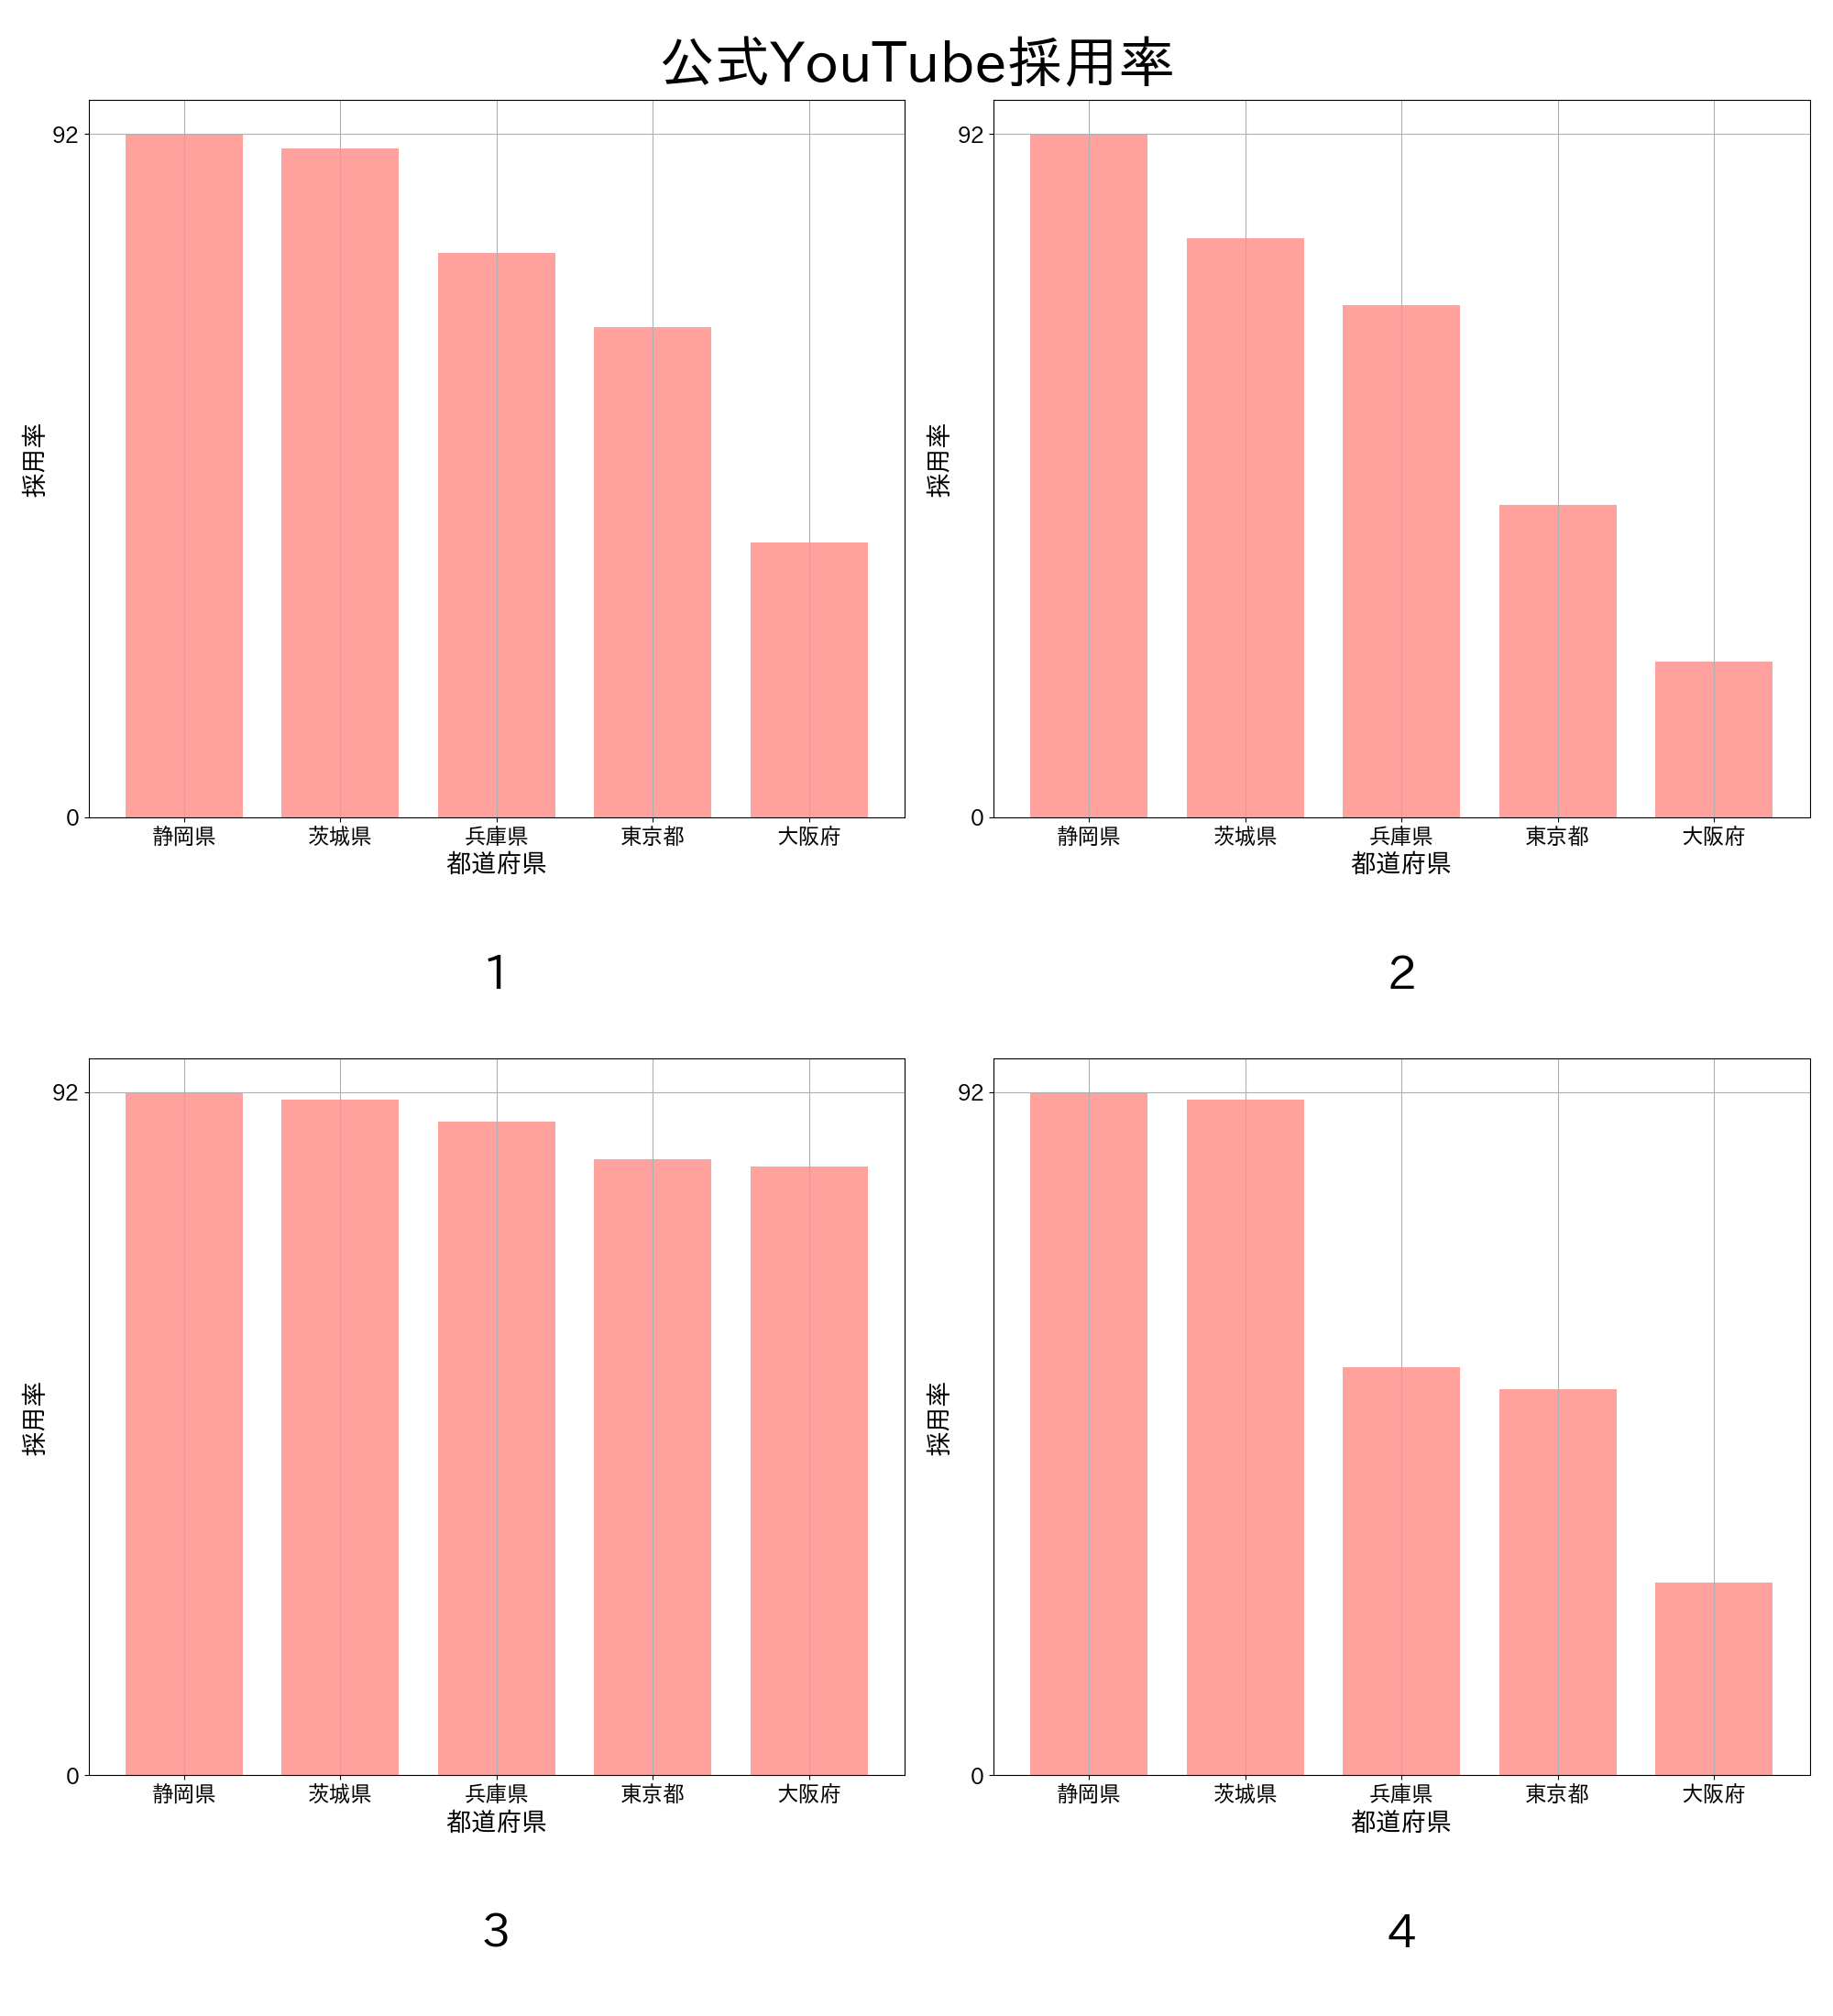 公式YouTube採用率
92
採用率
0
静岡県 茨城県 兵庫県 東京都 大阪府
都道府県
1
92
採用率
0
静岡県 茨城県 兵庫県 東京都 大阪府
都道府県
2
92
採用率
0
静岡県 茨城県 兵庫県 東京都 大阪府
都道府県
3
92
採用率
0
静岡県 茨城県 兵庫県 東京都 大阪府
都道府県
4